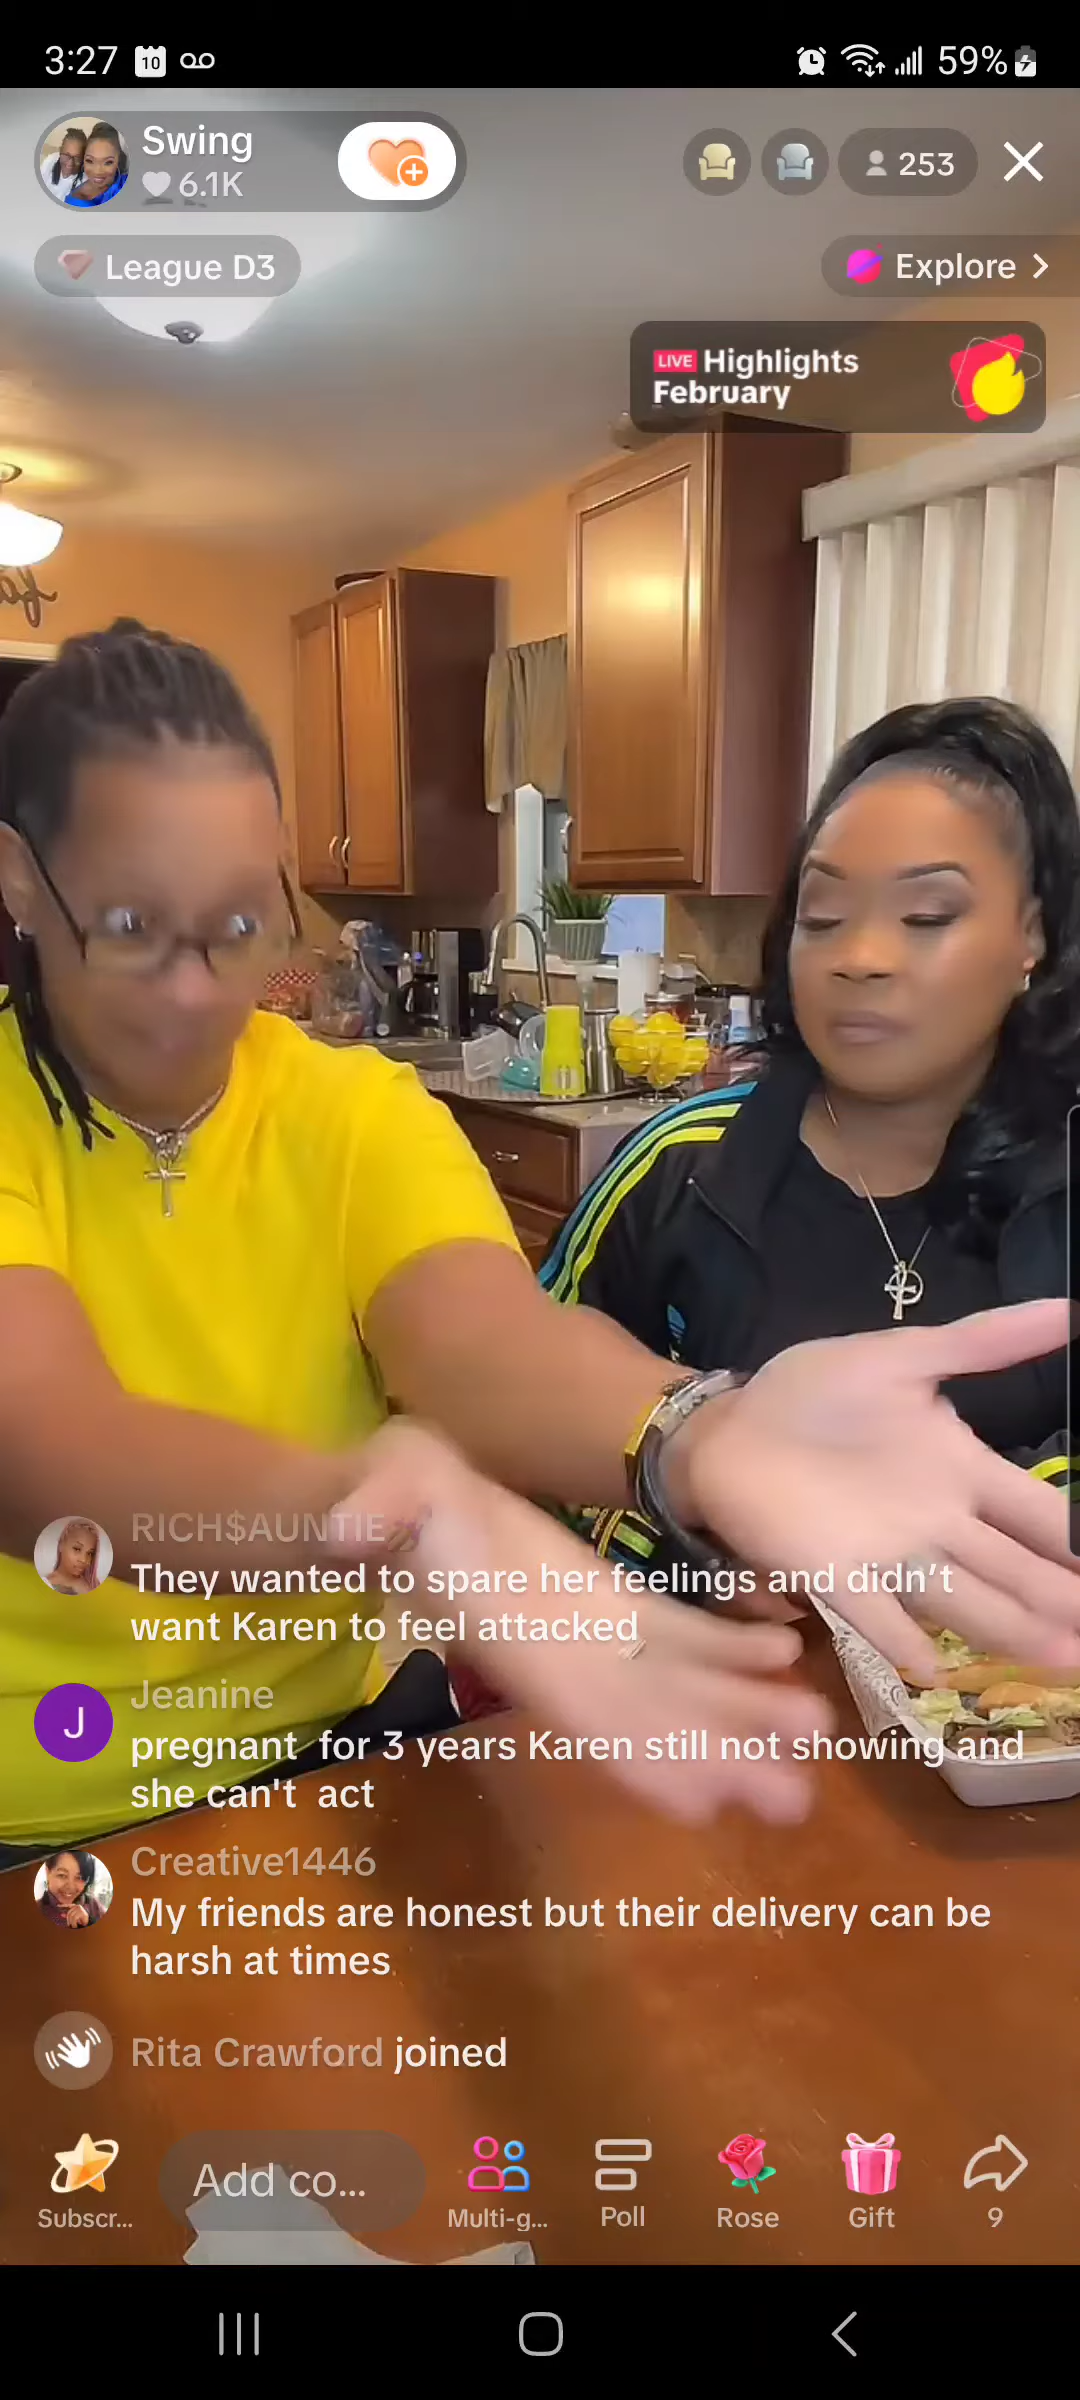 3:27 10 59%
Swing
6.1K
253
League D3
Explore
LIVE Highlights
February
RICH$AUNTIE
They wanted to spare her feelings and didn’t
want Karen to feel attacked
Jeanine
J
pregnant for 3 years Karen still not showing and
she can't act
Creative1446
My friends are honest but their delivery can be
harsh at times
Rita Crawford joined
Add co...
Subscr...
Multi-g...
Poll
Rose
Gift
9